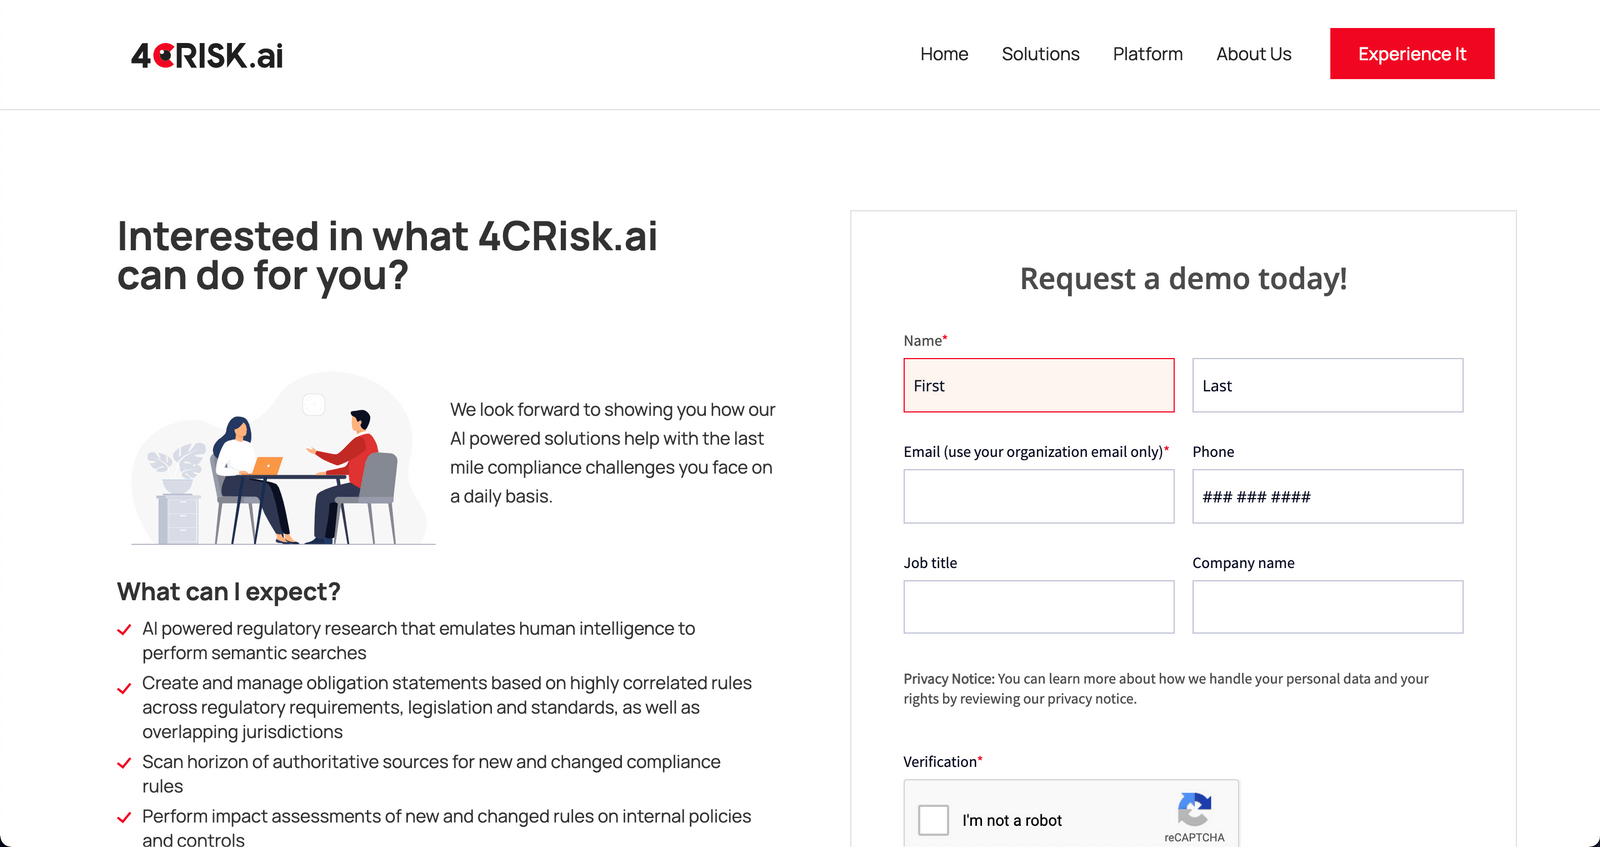 4CRISK.ai
Home Solutions Platform About Us Experience It
Interested in what 4CRisk.ai
can do for you?
We look forward to showing you how our
AI powered solutions help with the last
mile compliance challenges you face on
a daily basis.
What can I expect?
AI powered regulatory research that emulates human intelligence to
perform semantic searches
Create and manage obligation statements based on highly correlated rules
across regulatory requirements, legislation and standards, as well as
overlapping jurisdictions
Scan horizon of authoritative sources for new and changed compliance
rules
Perform impact assessments of new and changed rules on internal policies
and controls
Request a demo today!
Name*
First Last
Email (use your organization email only)* Phone
### ### ####
Job title Company name
Privacy Notice: You can learn more about how we handle your personal data and your
rights by reviewing our privacy notice.
Verification*
I'm not a robot
reCAPTCHA